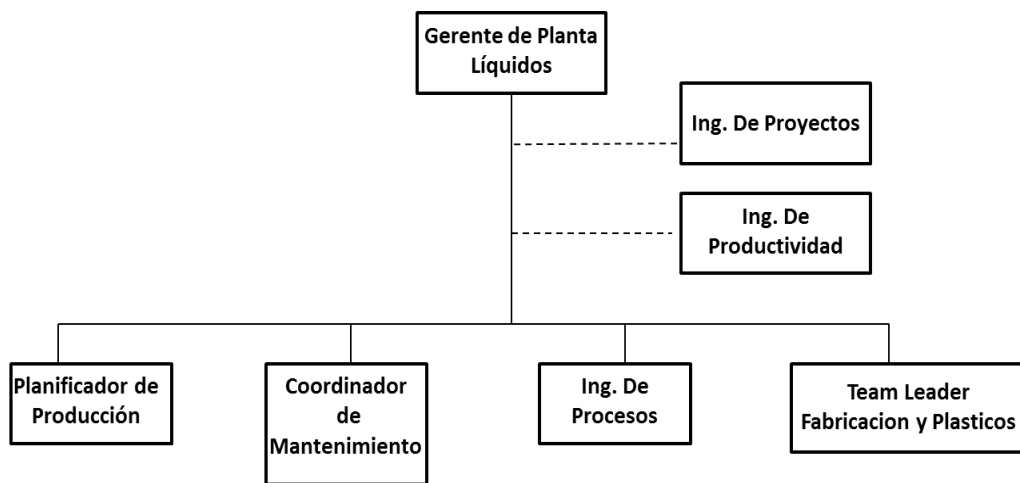 Gerente de Planta
Líquidos
Ing. De Proyectos
Ing. De
Productividad
Planificador de
Producción
Coordinador
de
Mantenimiento
Ing. De
Procesos
Team Leader
Fabricacion y Plasticos